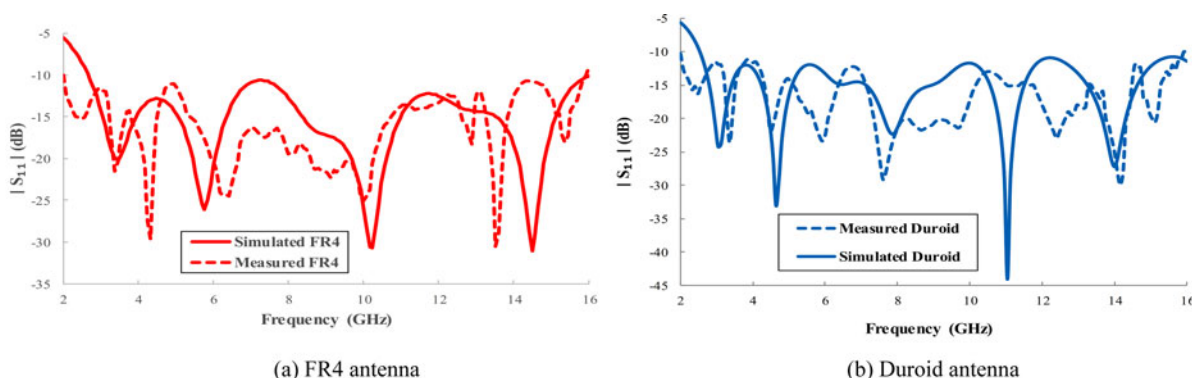 -5
-10
-15
-20
-25
-30
-35
| S11 | (dB)
Simulated FR4
Measured FR4
2 4 6 8 10 12 14 16
Frequency (GHz)
(a) FR4 antenna
-5
-10
-15
-20
-25
-30
-35
-40
-45
| S11 | (dB)
Measured Duroid
Simulated Duroid
2 4 6 8 10 12 14 16
Frequency (GHz)
(b) Duroid antenna